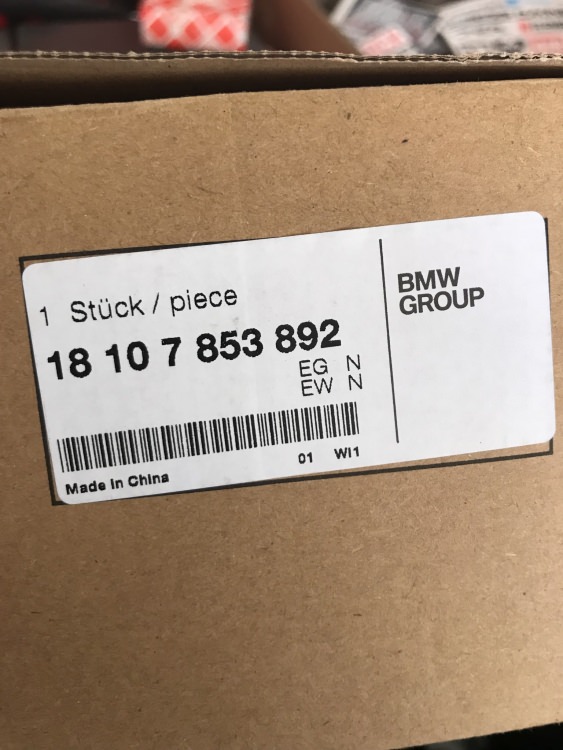 1 Stück / piece
18 10 7 853 892
EG N
EW N
01 WI1
Made in China
BMW
GROUP